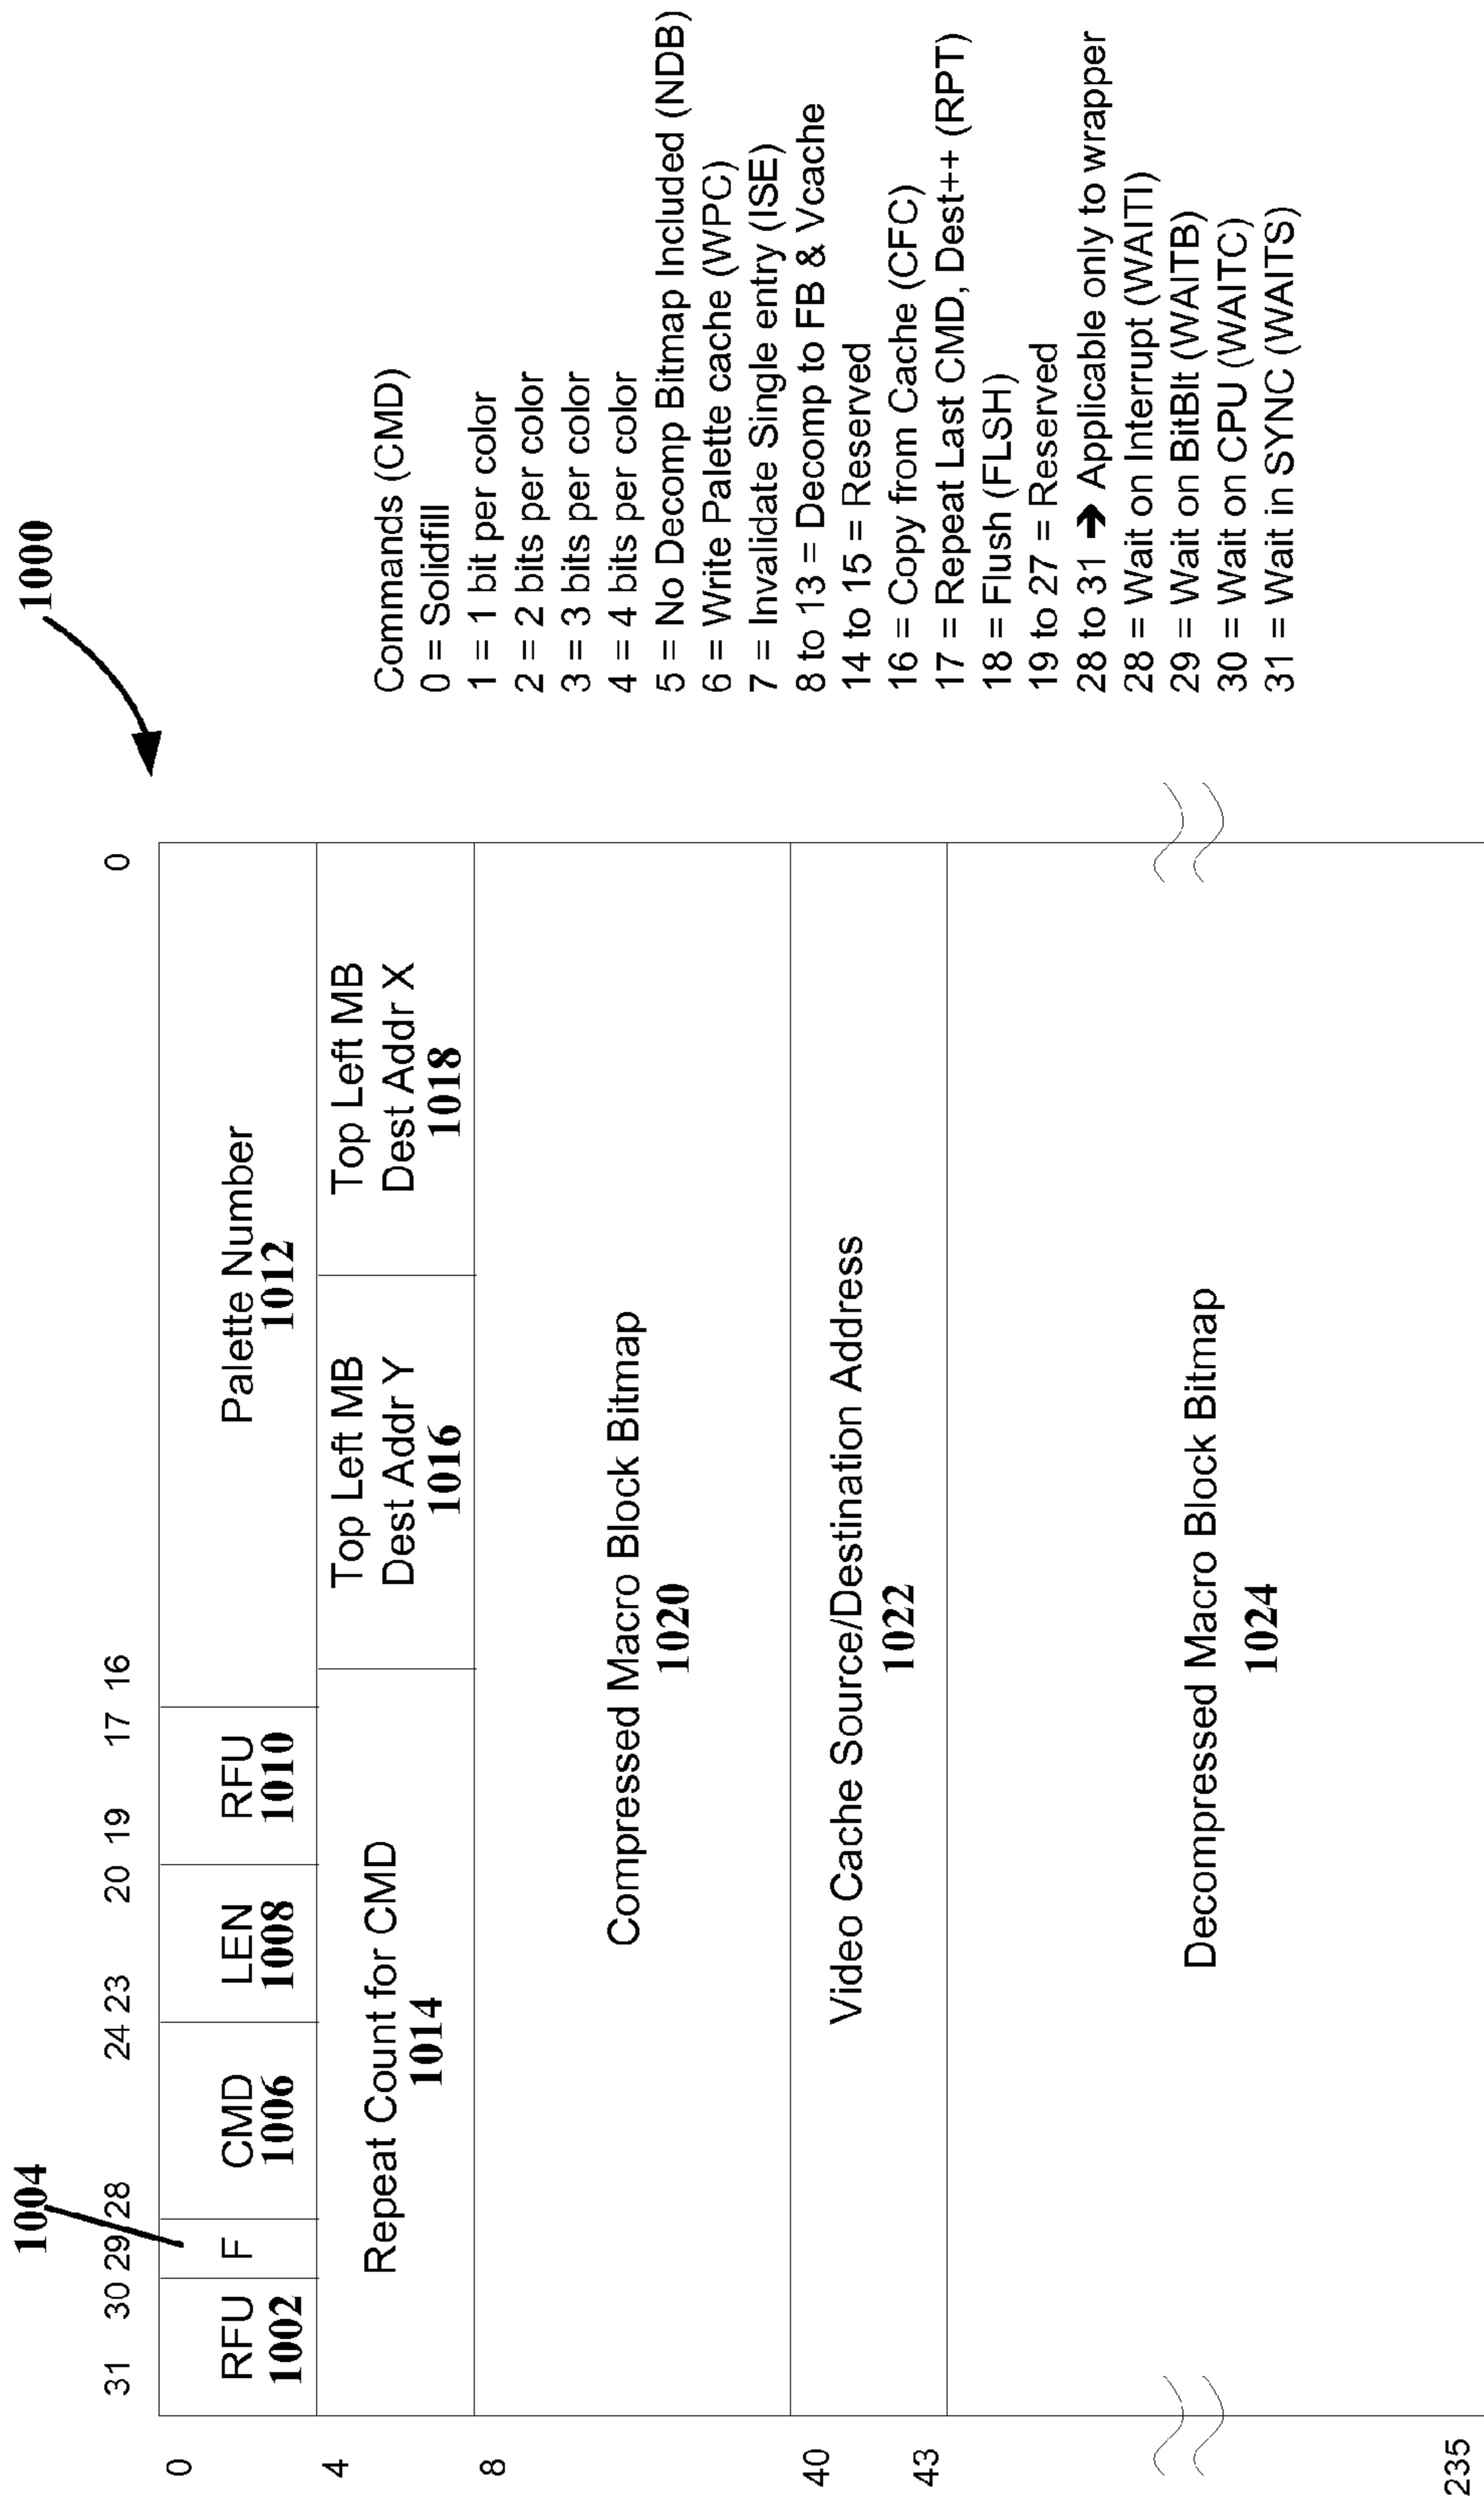 1000
1004
31 30 29 28 24 23 20 19 17 16 0
0
RFU
1002
F
CMD
1006
LEN
1008
RFU
1010
Palette Number
1012
4
Repeat Count for CMD
1014
Top Left MB
Dest Addr Y
1016
Top Left MB
Dest Addr X
1018
8
Compressed Macro Block Bitmap
1020
40
Video Cache Source/Destination Address
1022
43
Decompressed Macro Block Bitmap
1024
235
Commands (CMD)
0 = Solidfill
1 = 1 bit per color
2 = 2 bits per color
3 = 3 bits per color
4 = 4 bits per color
5 = No Decomp Bitmap Included (NDB)
6 = Write Palette cache (WPC)
7 = Invalidate Single entry (ISE)
8 to 13 = Decomp to FB & Vcache
14 to 15 = Reserved
16 = Copy from Cache (CFC)
17 = Repeat Last CMD, Dest++ (RPT)
18 = Flush (FLSH)
19 to 27 = Reserved
28 to 31 ➔ Applicable only to wrapper
28 = Wait on Interrupt (WAITI)
29 = Wait on BitBlt (WAITB)
30 = Wait on CPU (WAITC)
31 = Wait in SYNC (WAITS)